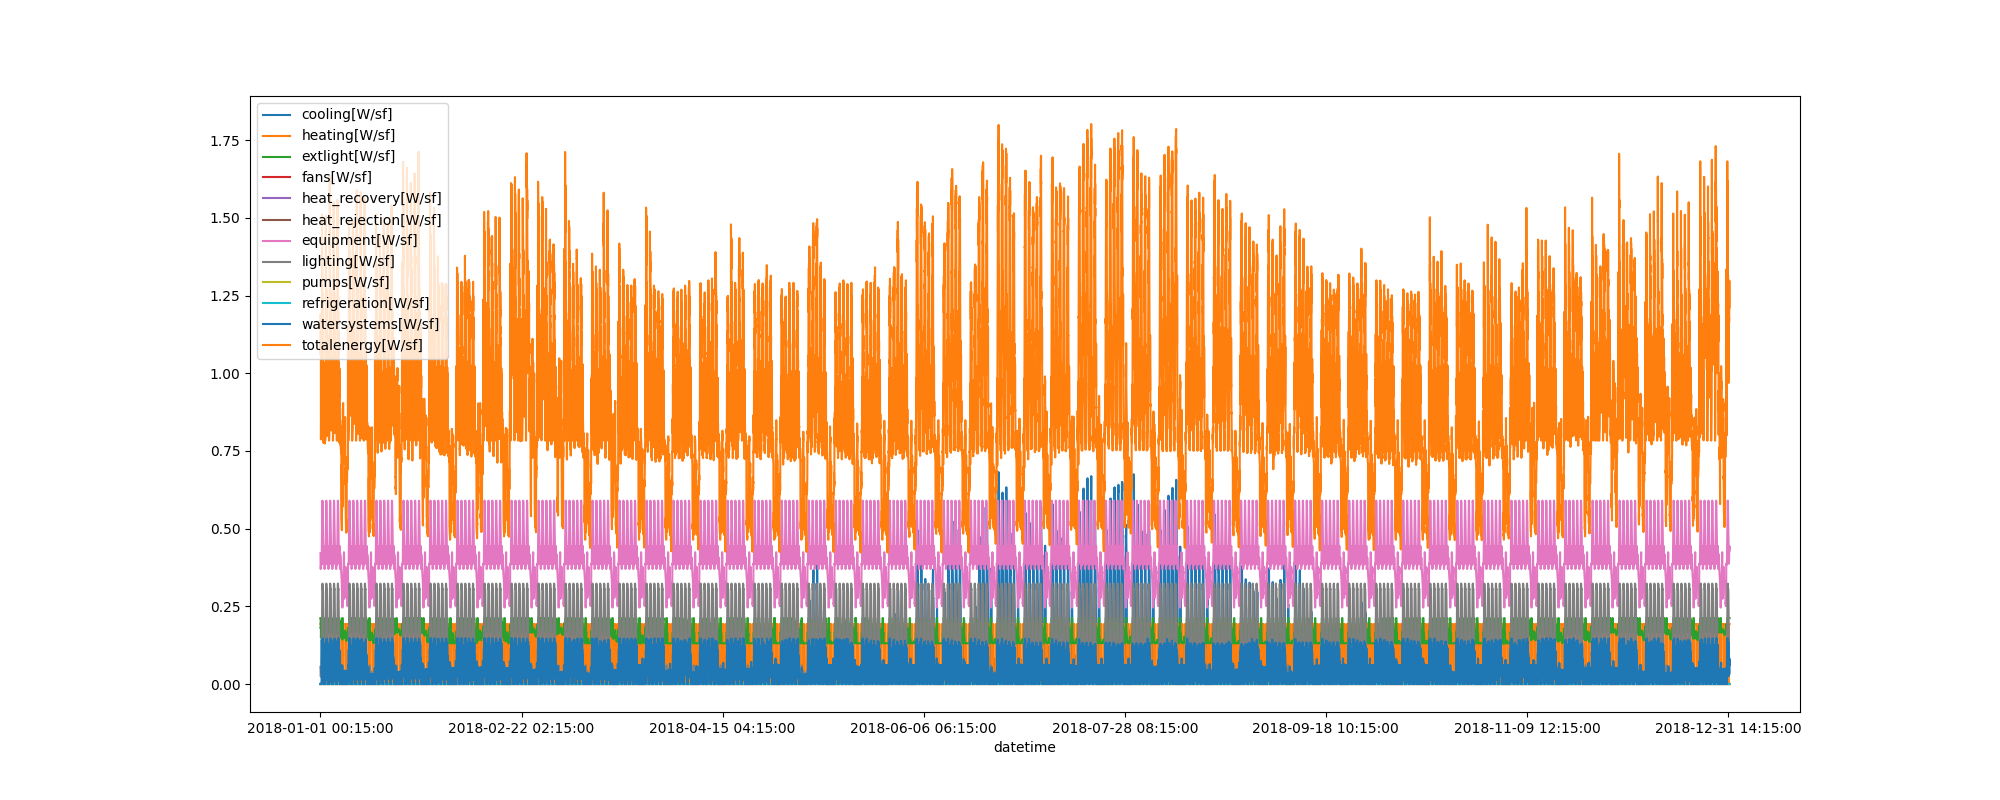 cooling[W/sf]
heating[W/sf]
extlight[W/sf]
fans[W/sf]
heat_recovery[W/sf]
heat_rejection[W/sf]
equipment[W/sf]
lighting[W/sf]
pumps[W/sf]
refrigeration[W/sf]
watersystems[W/sf]
totalenergy[W/sf]
1.75
1.50
1.25
1.00
0.75
0.50
0.25
0.00
2018-01-01 00:15:00 2018-02-22 02:15:00 2018-04-15 04:15:00 2018-06-06 06:15:00 2018-07-28 08:15:00 2018-09-18 10:15:00 2018-11-09 12:15:00 2018-12-31 14:15:00
datetime